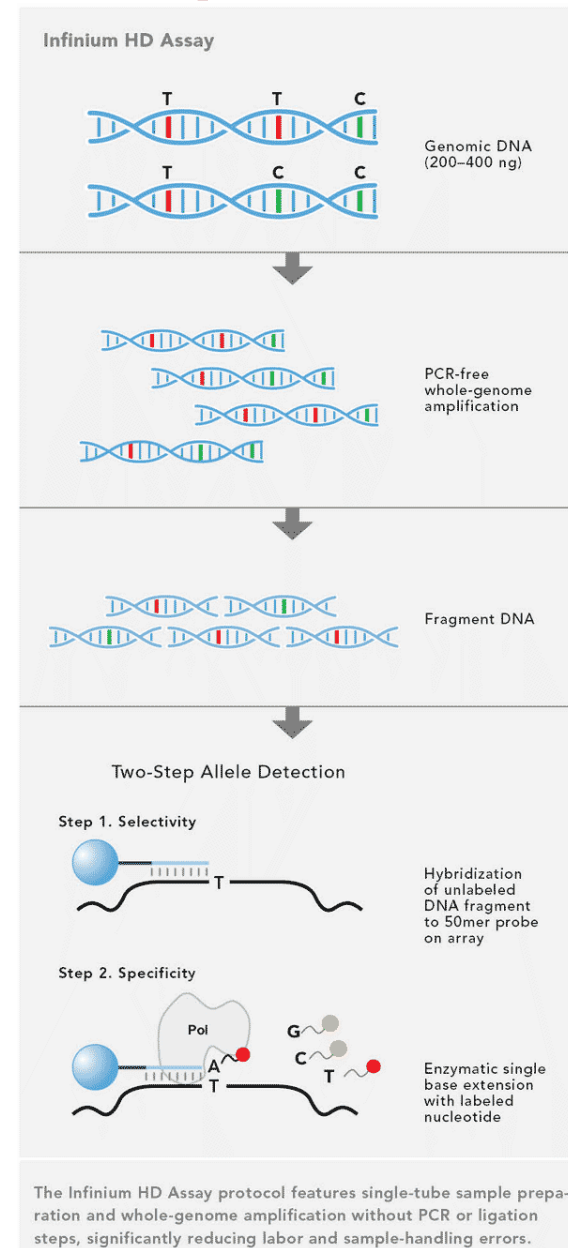 Infinium HD Assay
T T C
T C C
Genomic DNA
(200–400 ng)
PCR-free
whole-genome
amplification
Fragment DNA
Two-Step Allele Detection
Step 1. Selectivity
T
Hybridization
of unlabeled
DNA fragment
to 50mer probe
on array
Step 2. Specificity
Pol
A
T
G
C
T
Enzymatic single
base extension
with labeled
nucleotide
The Infinium HD Assay protocol features single-tube sample prepa-
ration and whole-genome amplification without PCR or ligation
steps, significantly reducing labor and sample-handling errors.